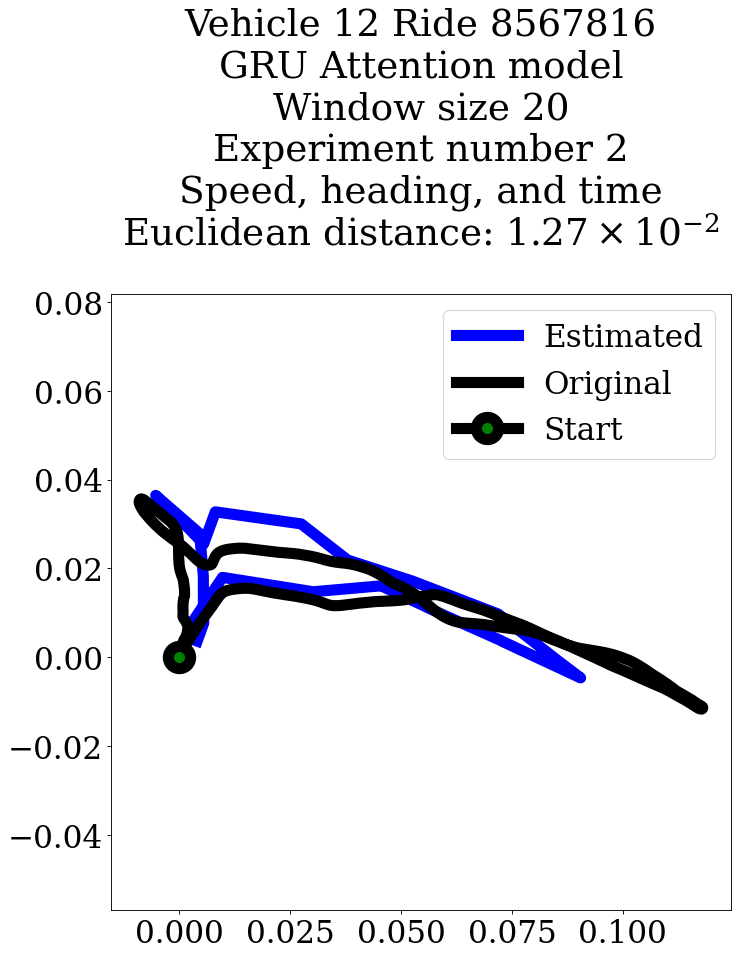 Vehicle 12 Ride 8567816
GRU Attention model
Window size 20
Experiment number 2
Speed, heading, and time
Euclidean distance: 1.27 × 10⁻²
Estimated
Original
Start
0.08
0.06
0.04
0.02
0.00
−0.02
−0.04
0.000 0.025 0.050 0.075 0.100